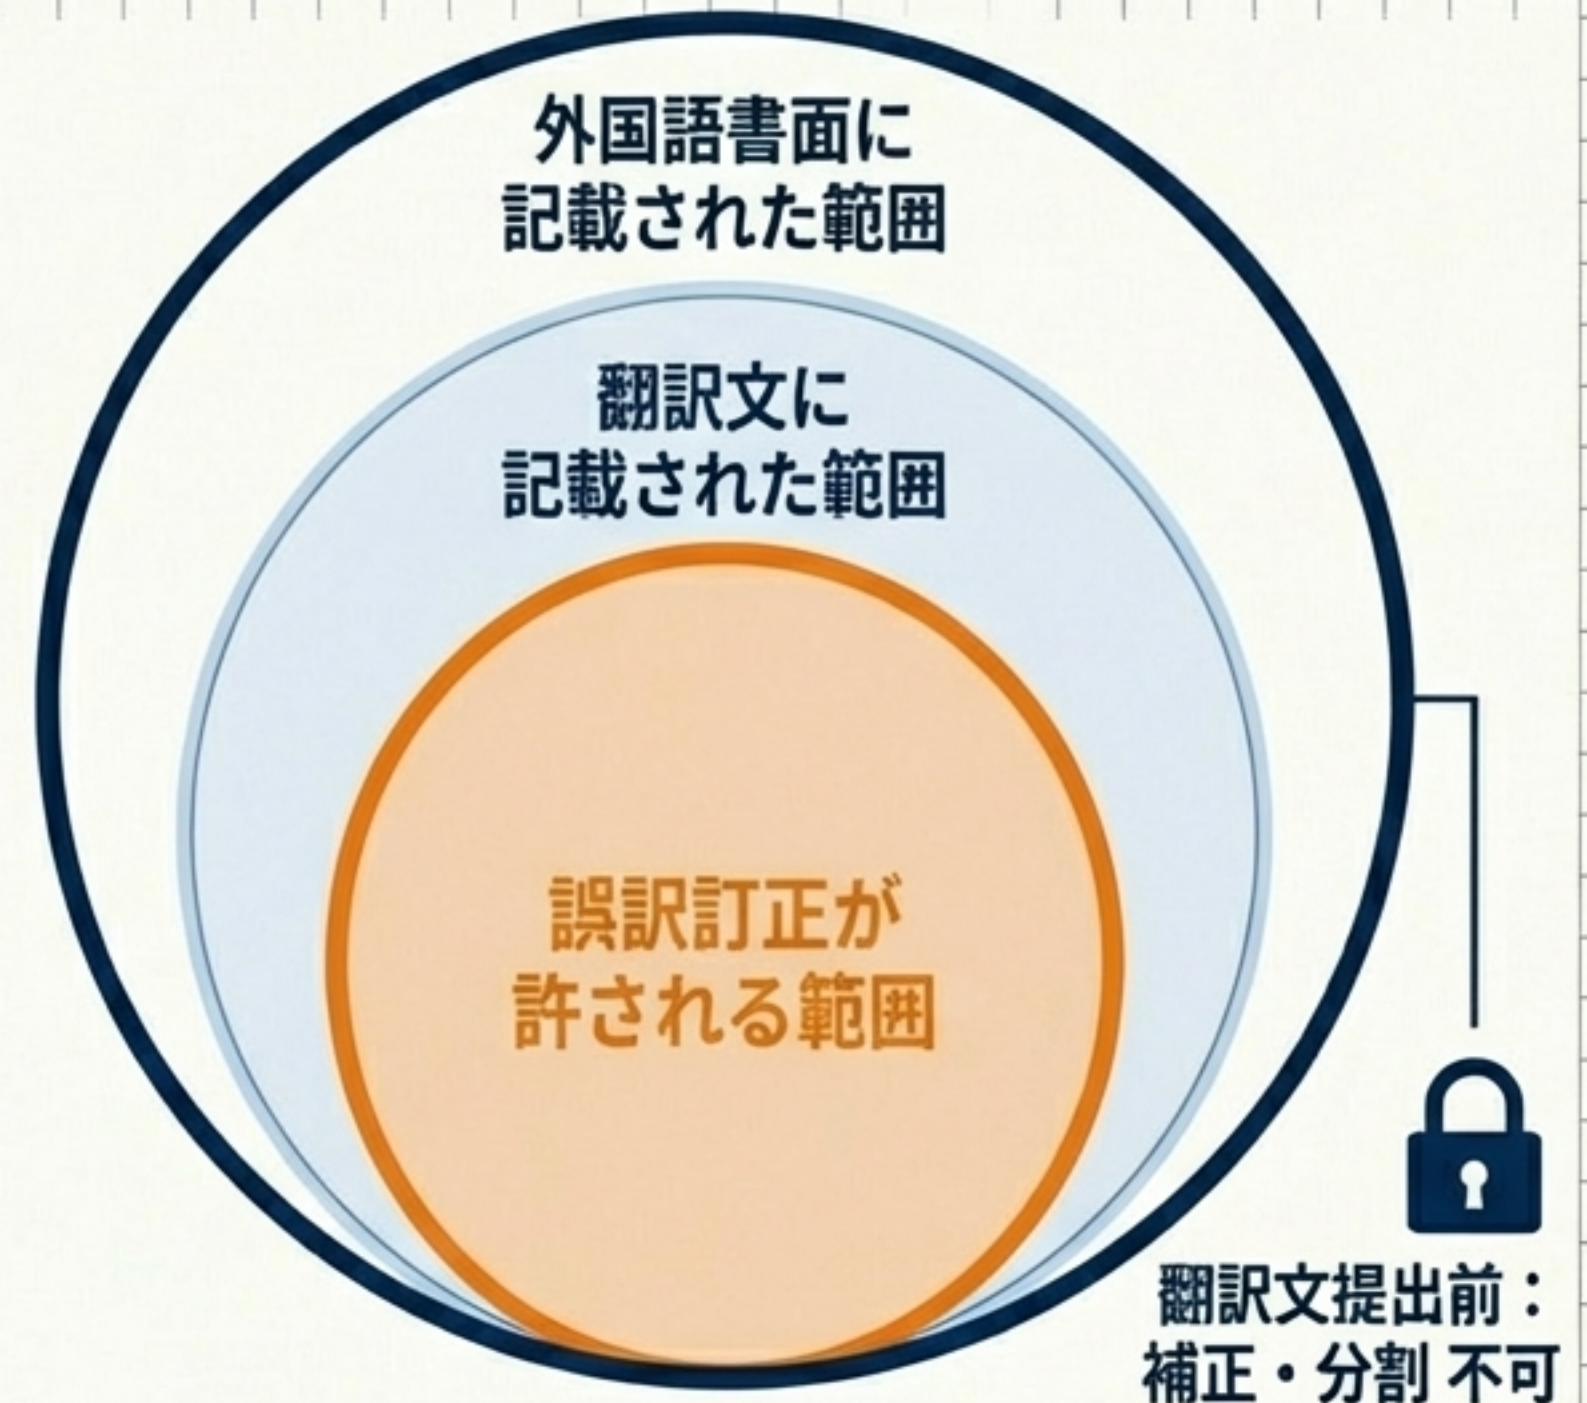 外国語書面に
記載された範囲
翻訳文に
記載された範囲
誤訳訂正が
許される範囲
翻訳文提出前：
補正・分割 不可